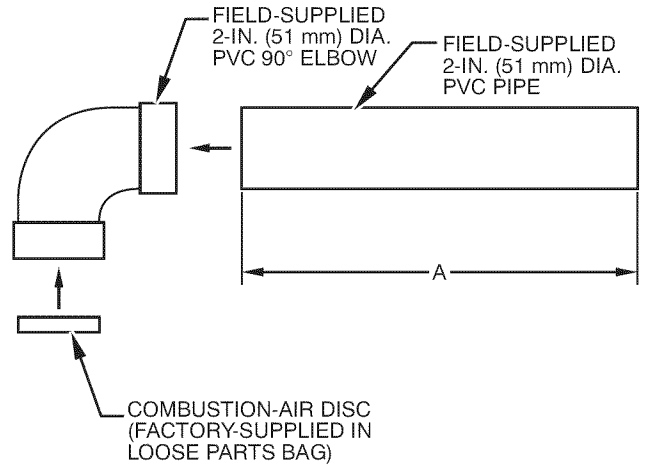 FIELD-SUPPLIED
2-IN. (51 mm) DIA.
PVC 90° ELBOW
FIELD-SUPPLIED
2-IN. (51 mm) DIA.
PVC PIPE
A
COMBUSTION-AIR DISC
(FACTORY-SUPPLIED IN
LOOSE PARTS BAG)